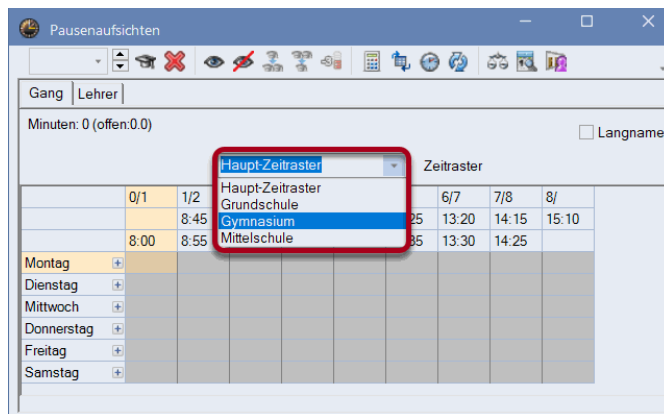 Pausenaufsichten
Gang Lehrer
Minuten: 0 (offen:0.0)
Langname
Haupt-Zeitraster Zeitraster
Haupt-Zeitraster
Grundschule
Gymnasium
Mittelschule
0/1 1/2 6/7 7/8 8/
8:45 25 13:20 14:15 15:10
8:00 8:55 35 13:30 14:25
Montag
Dienstag
Mittwoch
Donnerstag
Freitag
Samstag